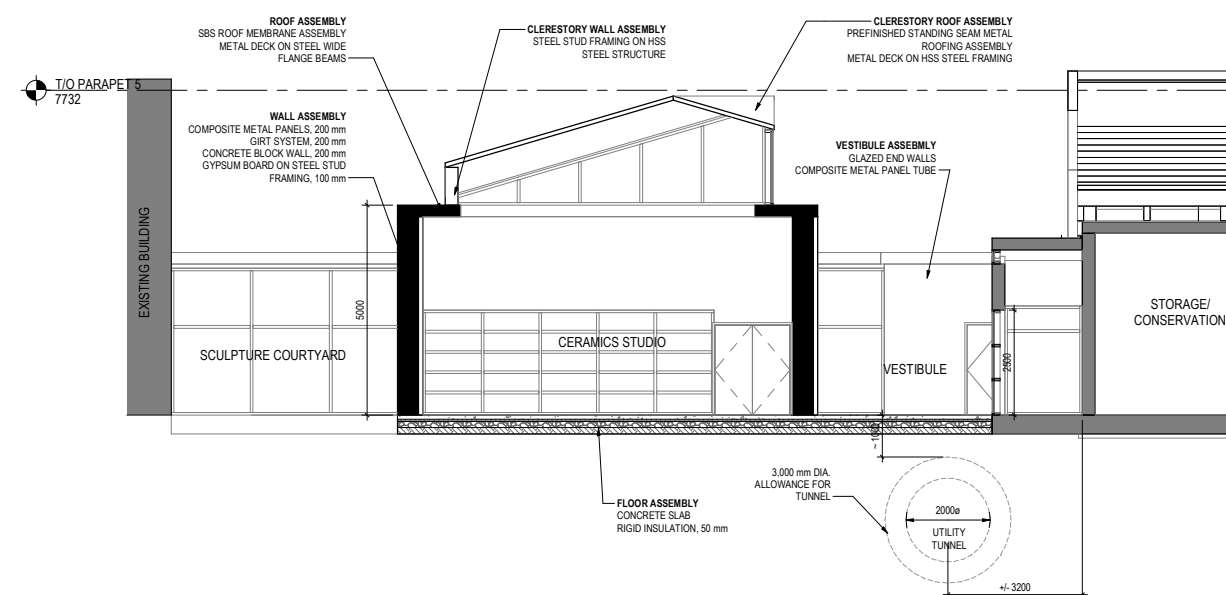 ROOF ASSEMBLY
SBS ROOF MEMBRANE ASSEMBLY
METAL DECK ON STEEL WIDE
FLANGE BEAMS
CLERESTORY WALL ASSEMBLY
STEEL STUD FRAMING ON HSS
STEEL STRUCTURE
CLERESTORY ROOF ASSEMBLY
PREFINISHED STANDING SEAM METAL
ROOFING ASSEMBLY
METAL DECK ON HSS STEEL FRAMING
T/O PARAPET 5
7732
WALL ASSEMBLY
COMPOSITE METAL PANELS, 200 mm
GIRT SYSTEM, 200 mm
CONCRETE BLOCK WALL, 200 mm
GYPSUM BOARD ON STEEL STUD
FRAMING, 100 mm
VESTIBULE ASSEBMLY
GLAZED END WALLS
COMPOSITE METAL PANEL TUBE
EXISTING BUILDING
5000
SCULPTURE COURTYARD
CERAMICS STUDIO
VESTIBULE
2500
STORAGE/
CONSERVATION
~ 1000
3,000 mm DIA.
ALLOWANCE FOR
TUNNEL
FLOOR ASSEMBLY
CONCRETE SLAB
RIGID INSULATION, 50 mm
2000ø
UTILITY
TUNNEL
+/- 3200